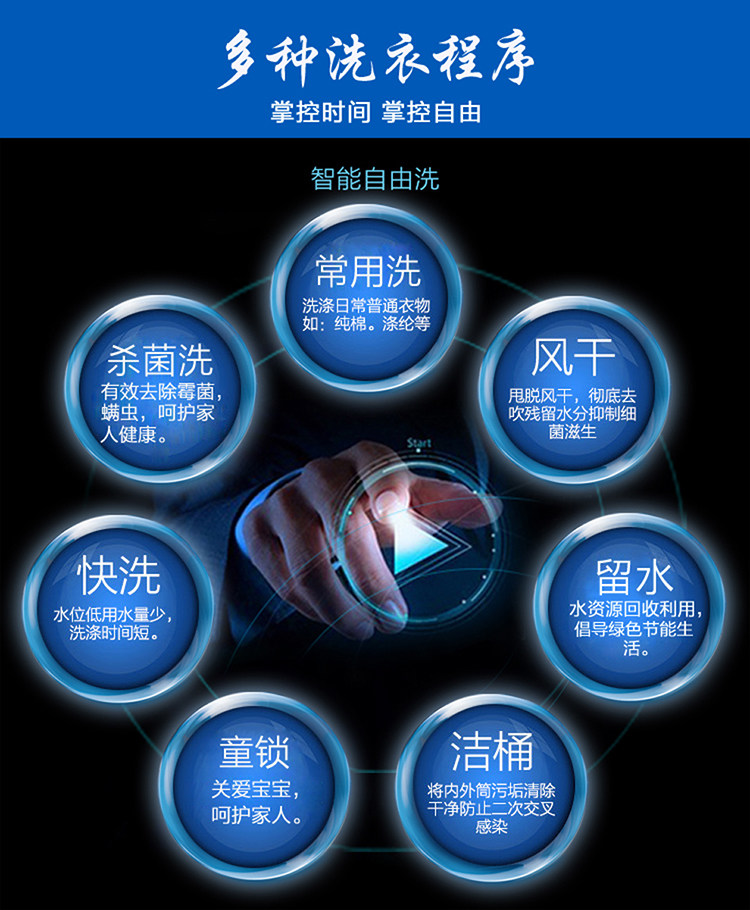 多种洗衣程序
掌控时间 掌控自由
智能自由洗
常用洗
洗涤日常普通衣物
如：纯棉。涤纶等
杀菌洗
有效去除霉菌，
螨虫，呵护家
人健康。
风干
甩脱风干，彻底去
吹残留水分抑制细
菌滋生
Start
快洗
水位低用水量少，
洗涤时间短。
留水
水资源回收利用，
倡导绿色节能生
活。
童锁
关爱宝宝，
呵护家人。
洁桶
将内外筒污垢清除
干净防止二次交叉
感染